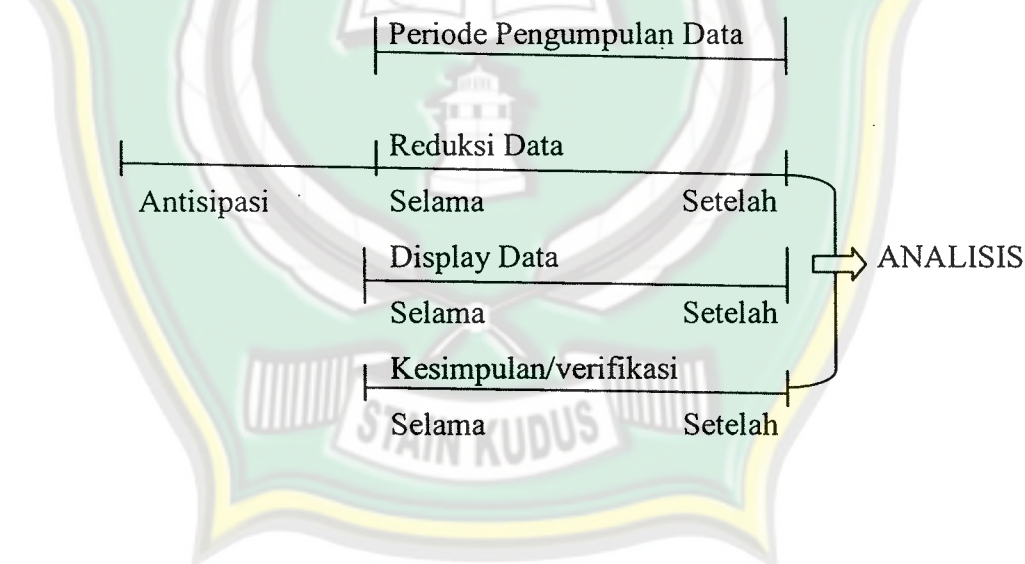 Periode Pengumpulan Data
Reduksi Data
Antisipasi Selama Setelah
Display Data
ANALISIS
Selama Setelah
Kesimpulan/verifikasi
Selama Setelah
STAIN KUDUS